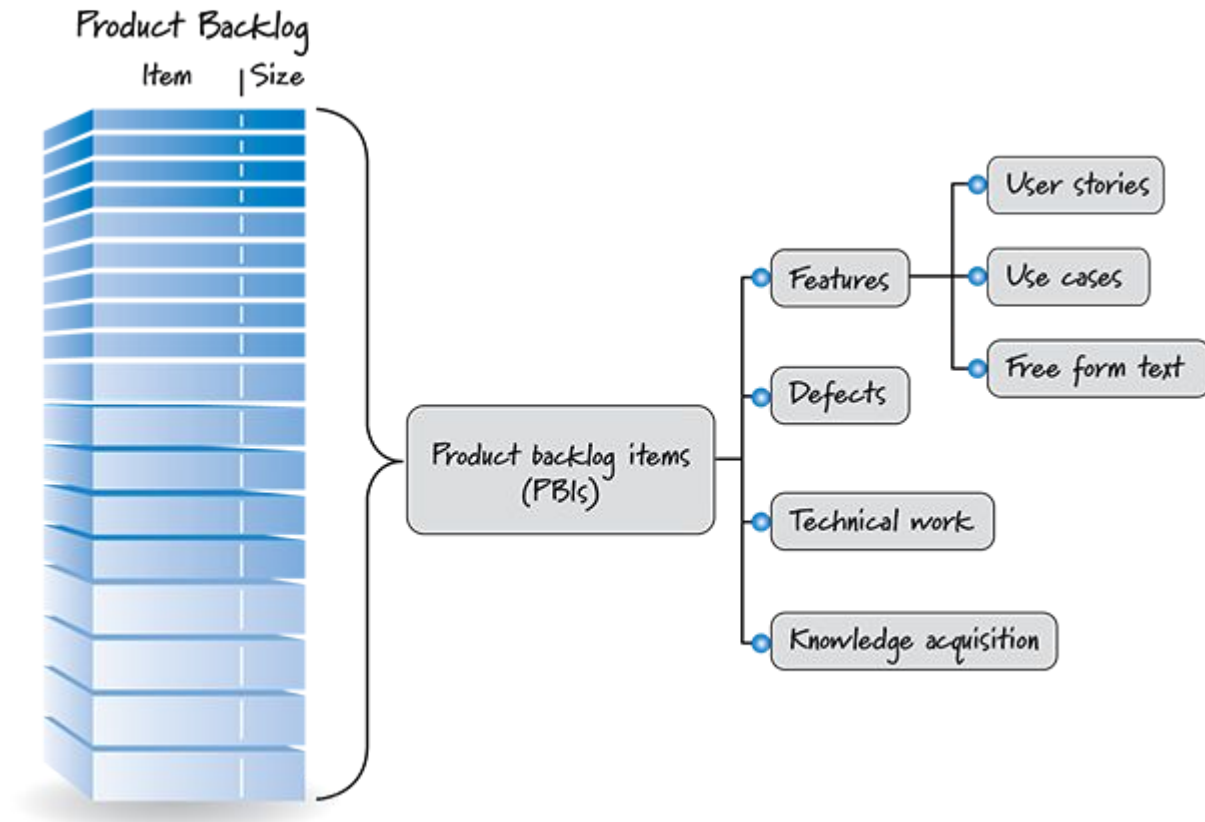 Product Backlog
Item | Size
Product backlog items
(PBIs)
Features
Defects
Technical work
Knowledge acquisition
User stories
Use cases
Free form text